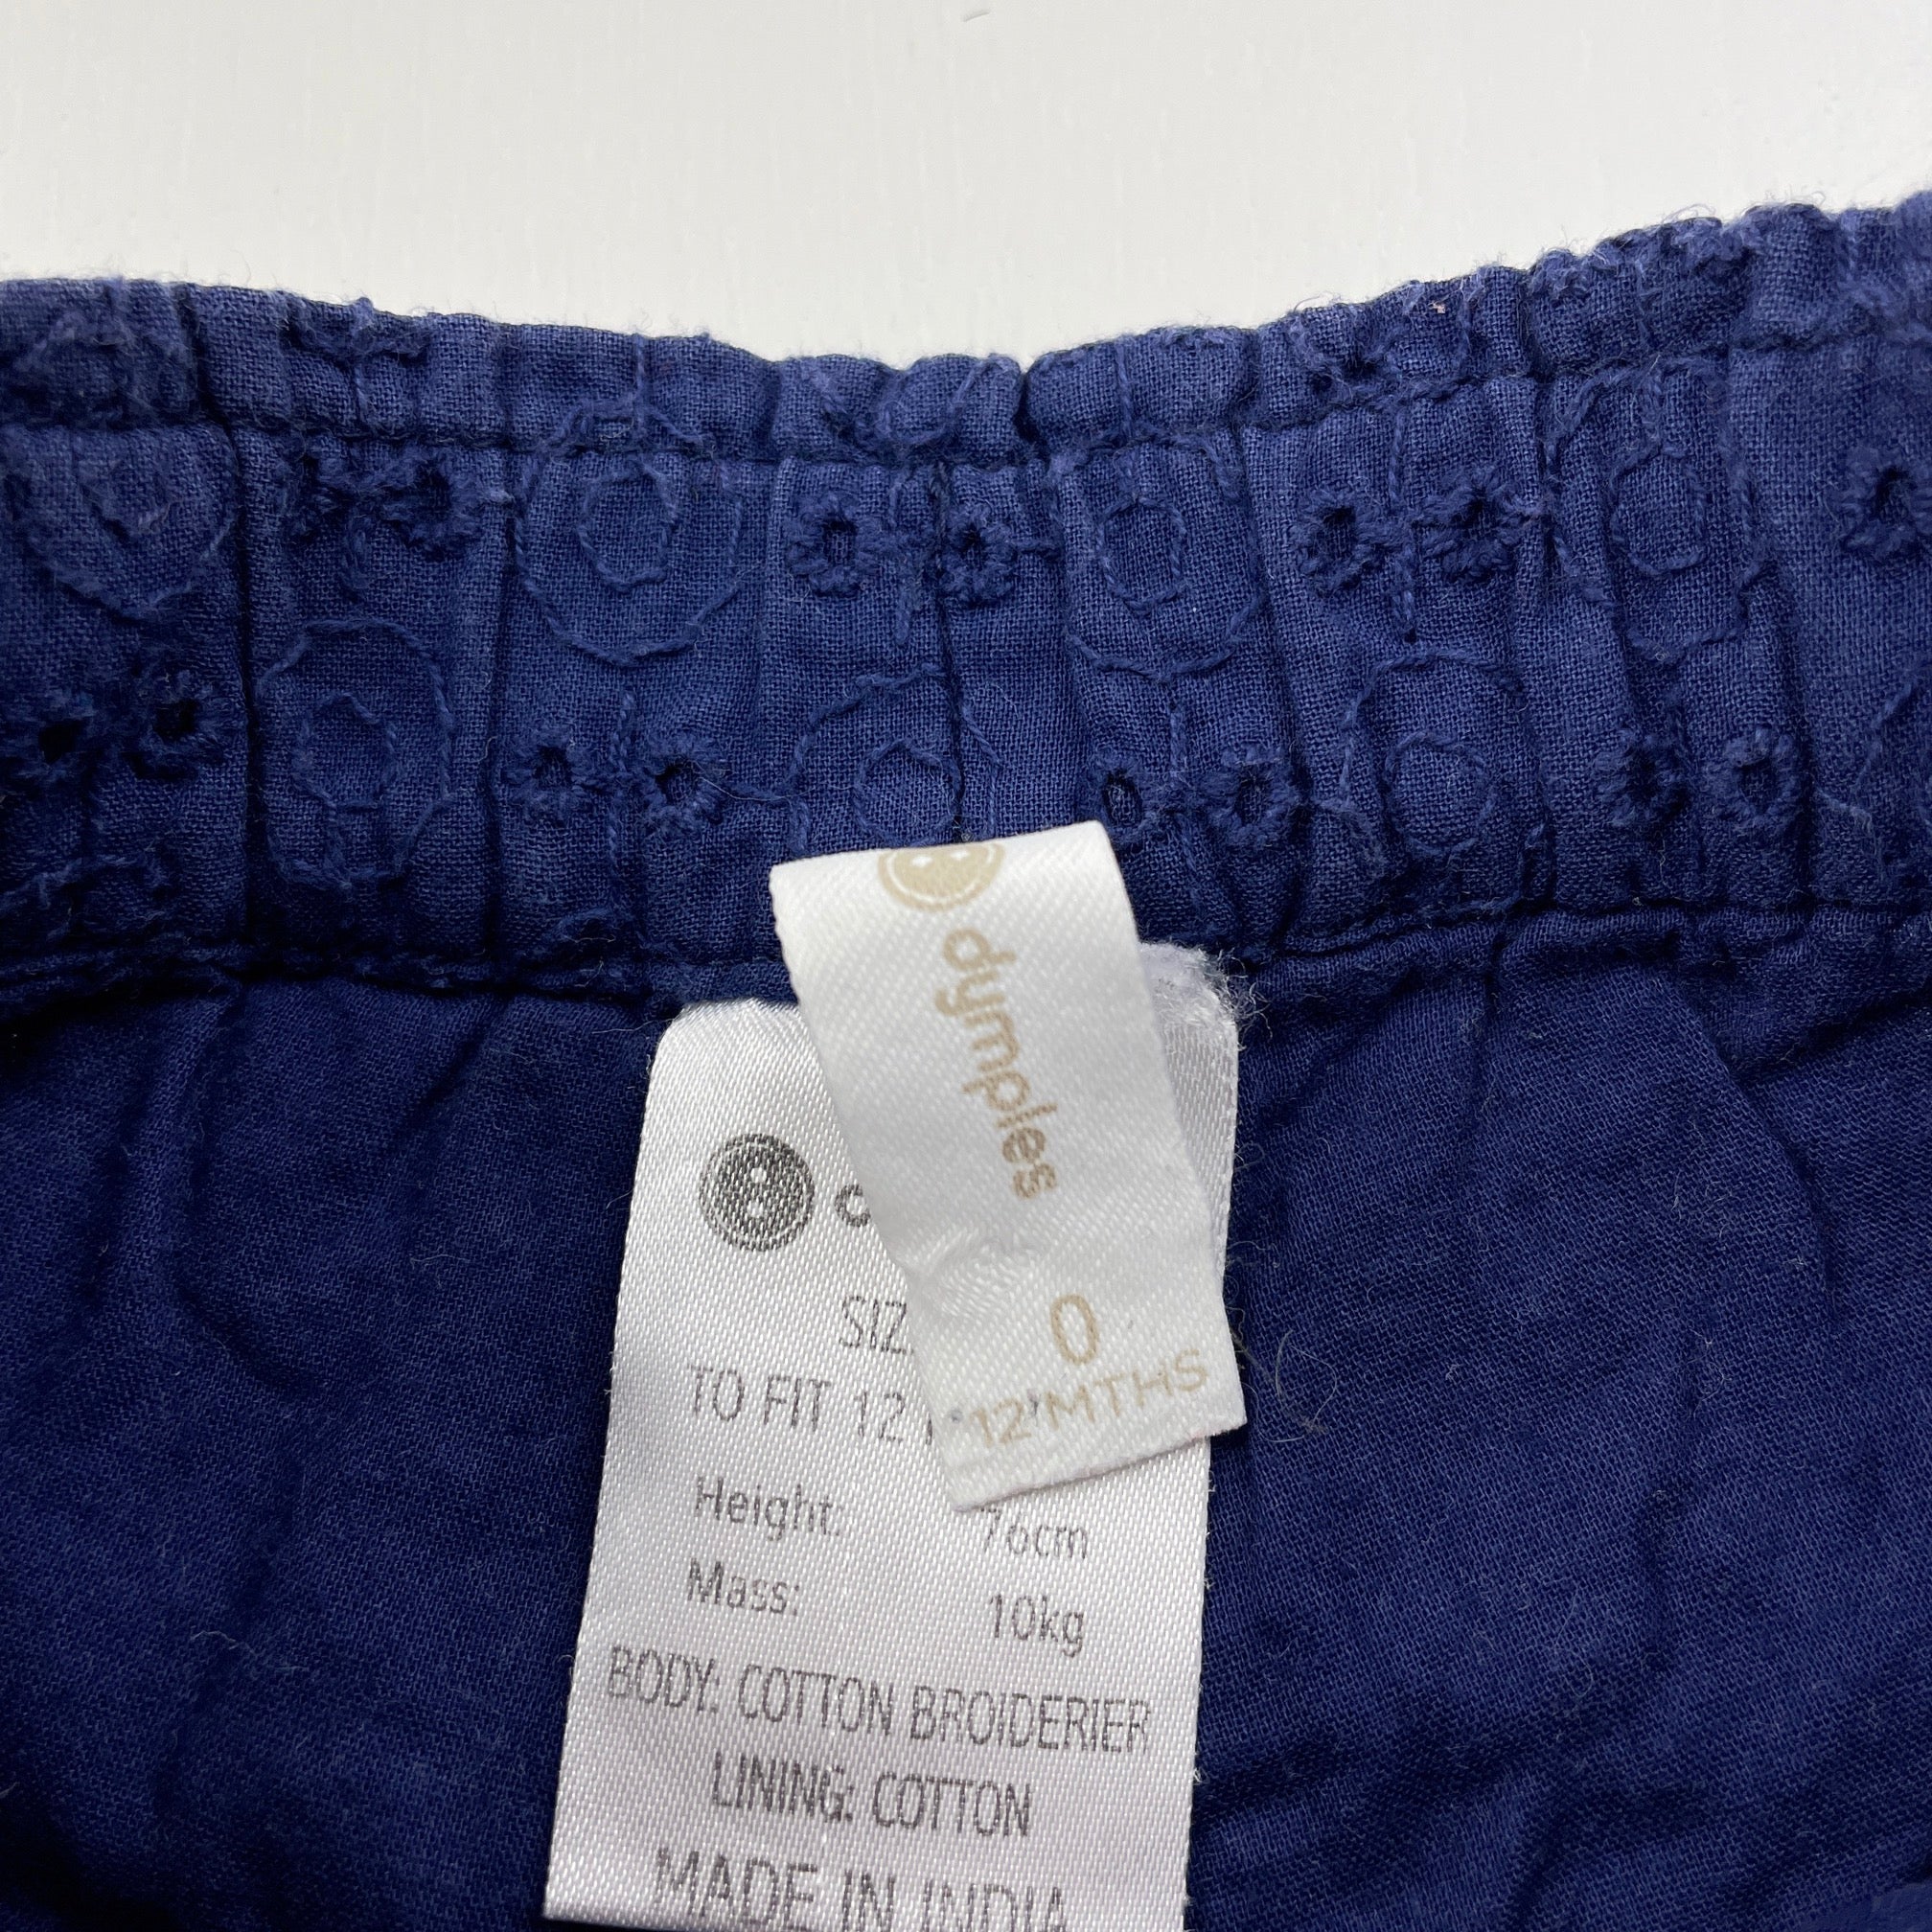 dymples
0
12 MTHS
SIZ
TO FIT 12
Height: 76cm
Mass: 10kg
BODY: COTTON BROIDERIER
LINING: COTTON
MADE IN INDIA